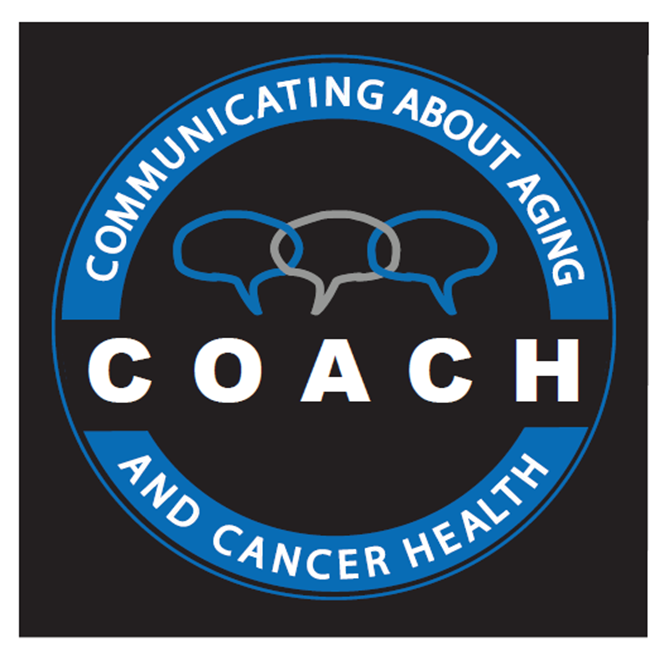 COMMUNICATING ABOUT AGING
COACH
AND CANCER HEALTH